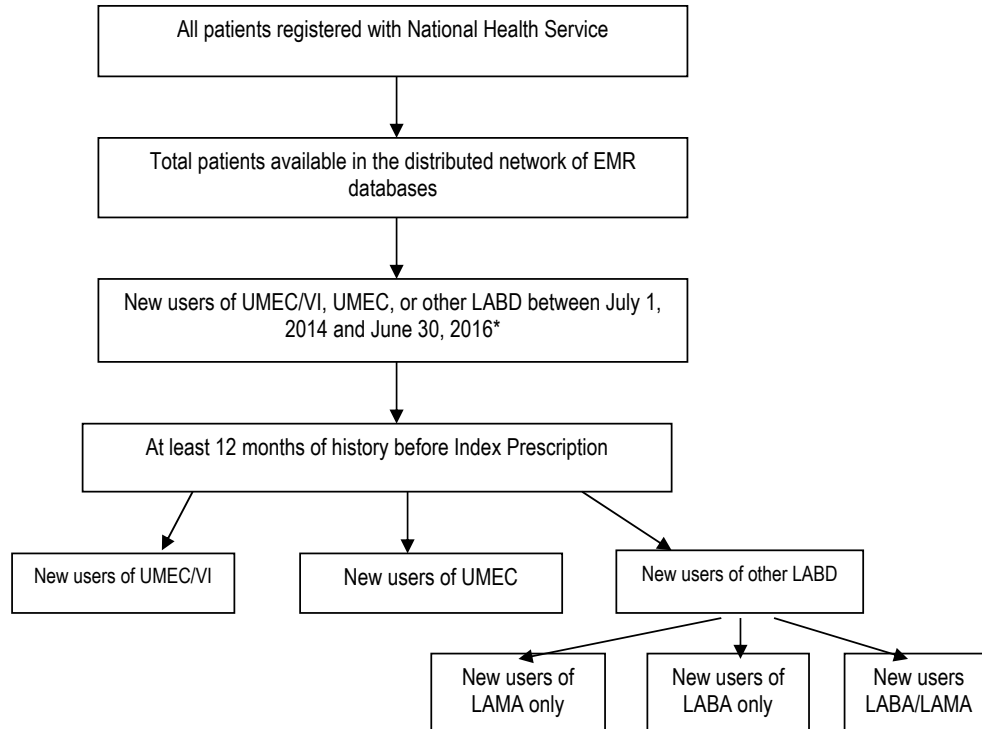 All patients registered with National Health Service
Total patients available in the distributed network of EMR
databases
New users of UMEC/VI, UMEC, or other LABD between July 1,
2014 and June 30, 2016*
At least 12 months of history before Index Prescription
New users of UMEC/VI
New users of UMEC
New users of other LABD
New users of
LAMA only
New users of
LABA only
New users
LABA/LAMA